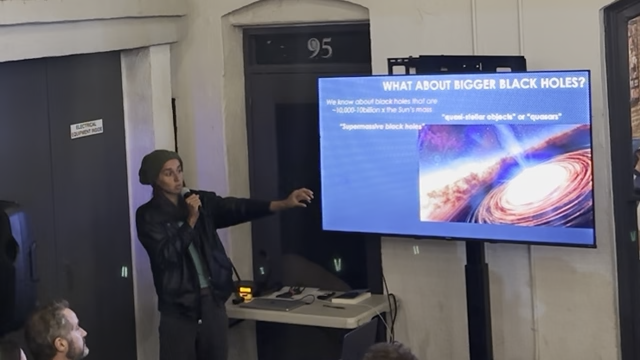 95
WHAT ABOUT BIGGER BLACK HOLES?
We know about black holes that are
~10,000-10billion x the Sun's mass
"quasi-stellar objects" or "quasars"
"Supermassive black holes
ELECTRICAL
EQUIPMENT INSIDE